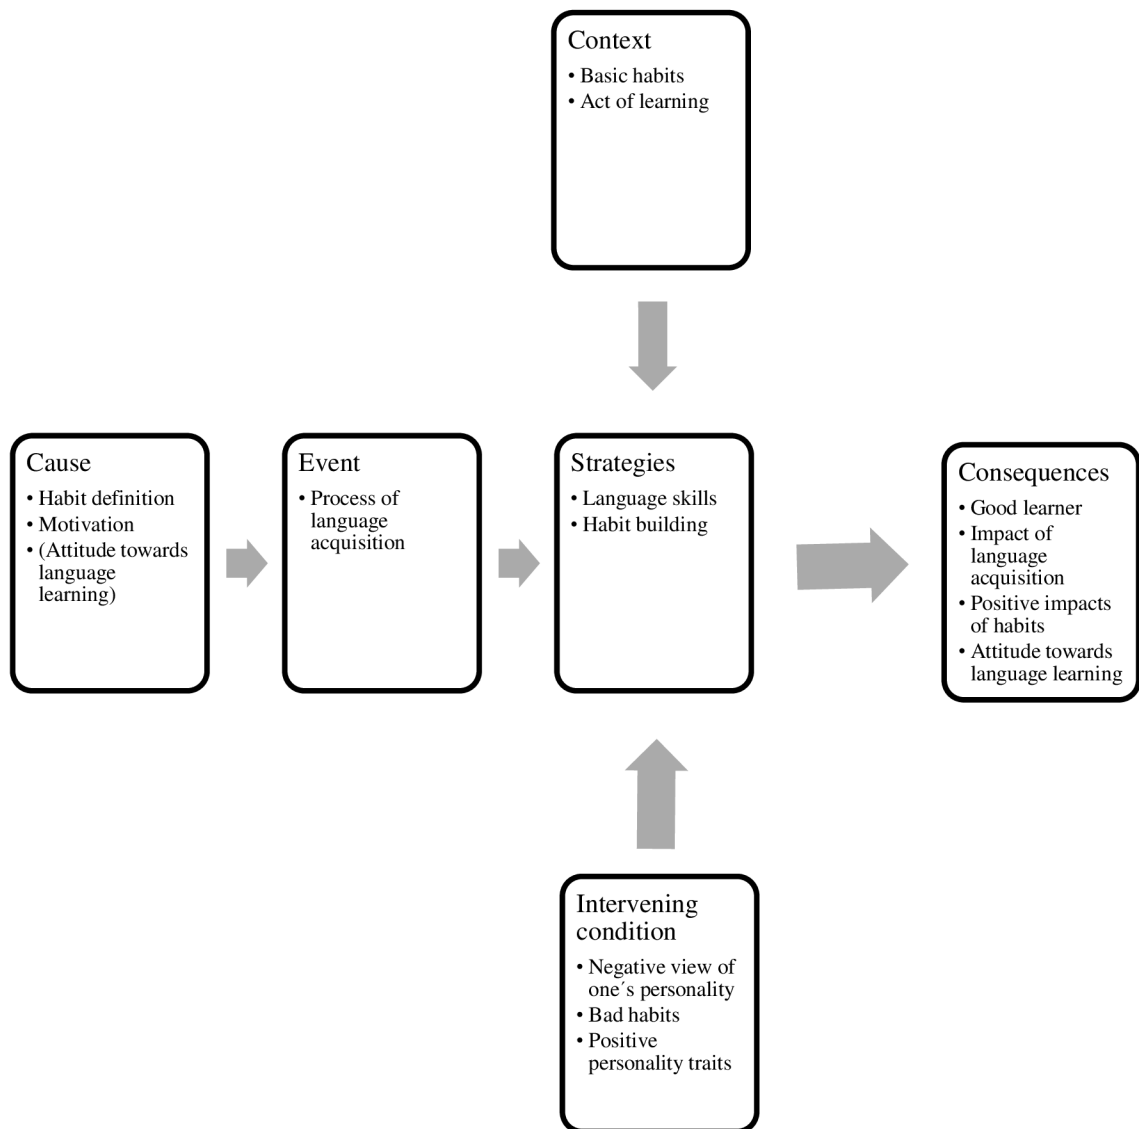 Context
• Basic habits
• Act of learning
Cause
• Habit definition
• Motivation
• (Attitude towards
language
learning)
Event
• Process of
language
acquisition
Strategies
• Language skills
• Habit building
Consequences
• Good learner
• Impact of
language
acquisition
• Positive impacts
of habits
• Attitude towards
language learning
Intervening
condition
• Negative view of
one´s personality
• Bad habits
• Positive
personality traits